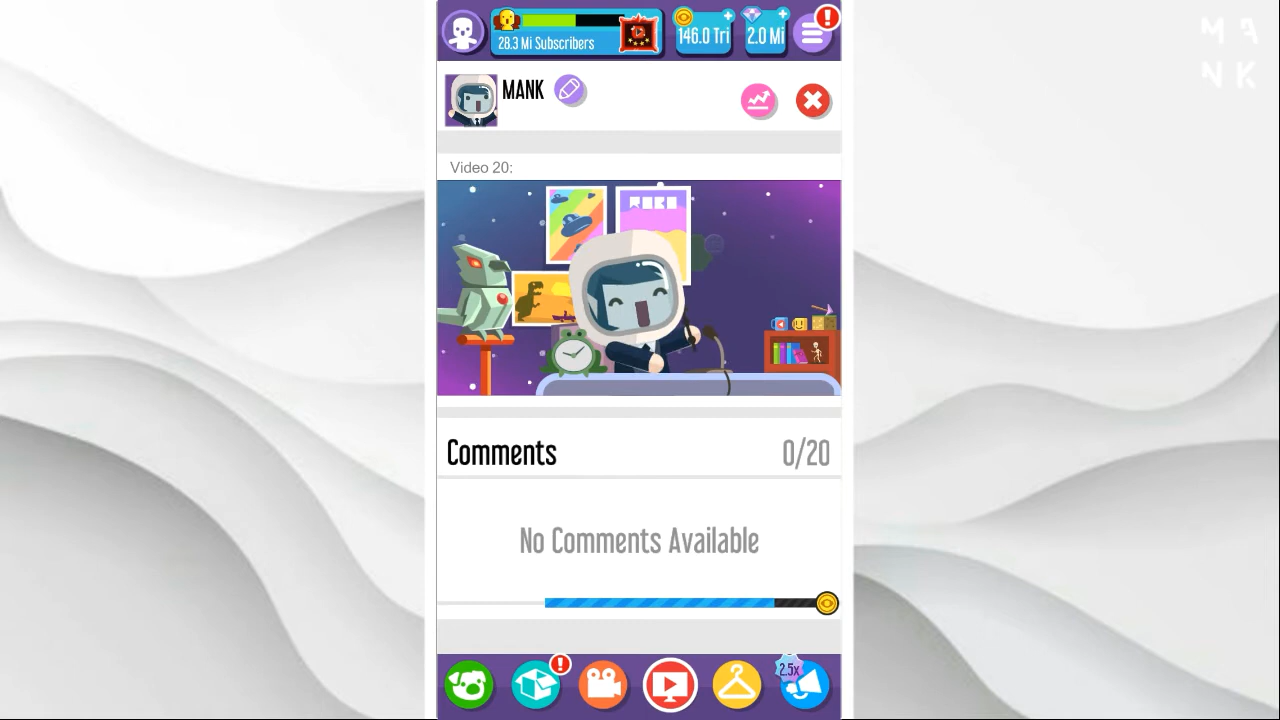 28.3 Mi Subscribers
146.0 Tri
2.0 Mi
!
M A
N K
MANK
Video 20:
Comments
0/20
No Comments Available
!
2.5x